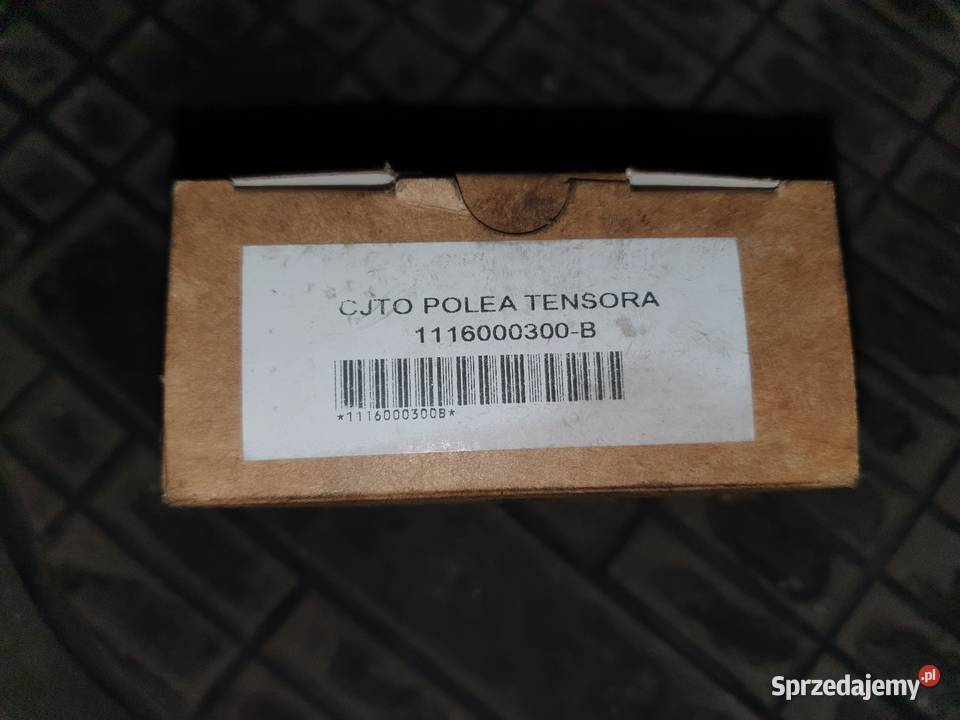 CJTO POLEA TENSORA
1116000300-B
*1116000300B*
Sprzedajemy.pl